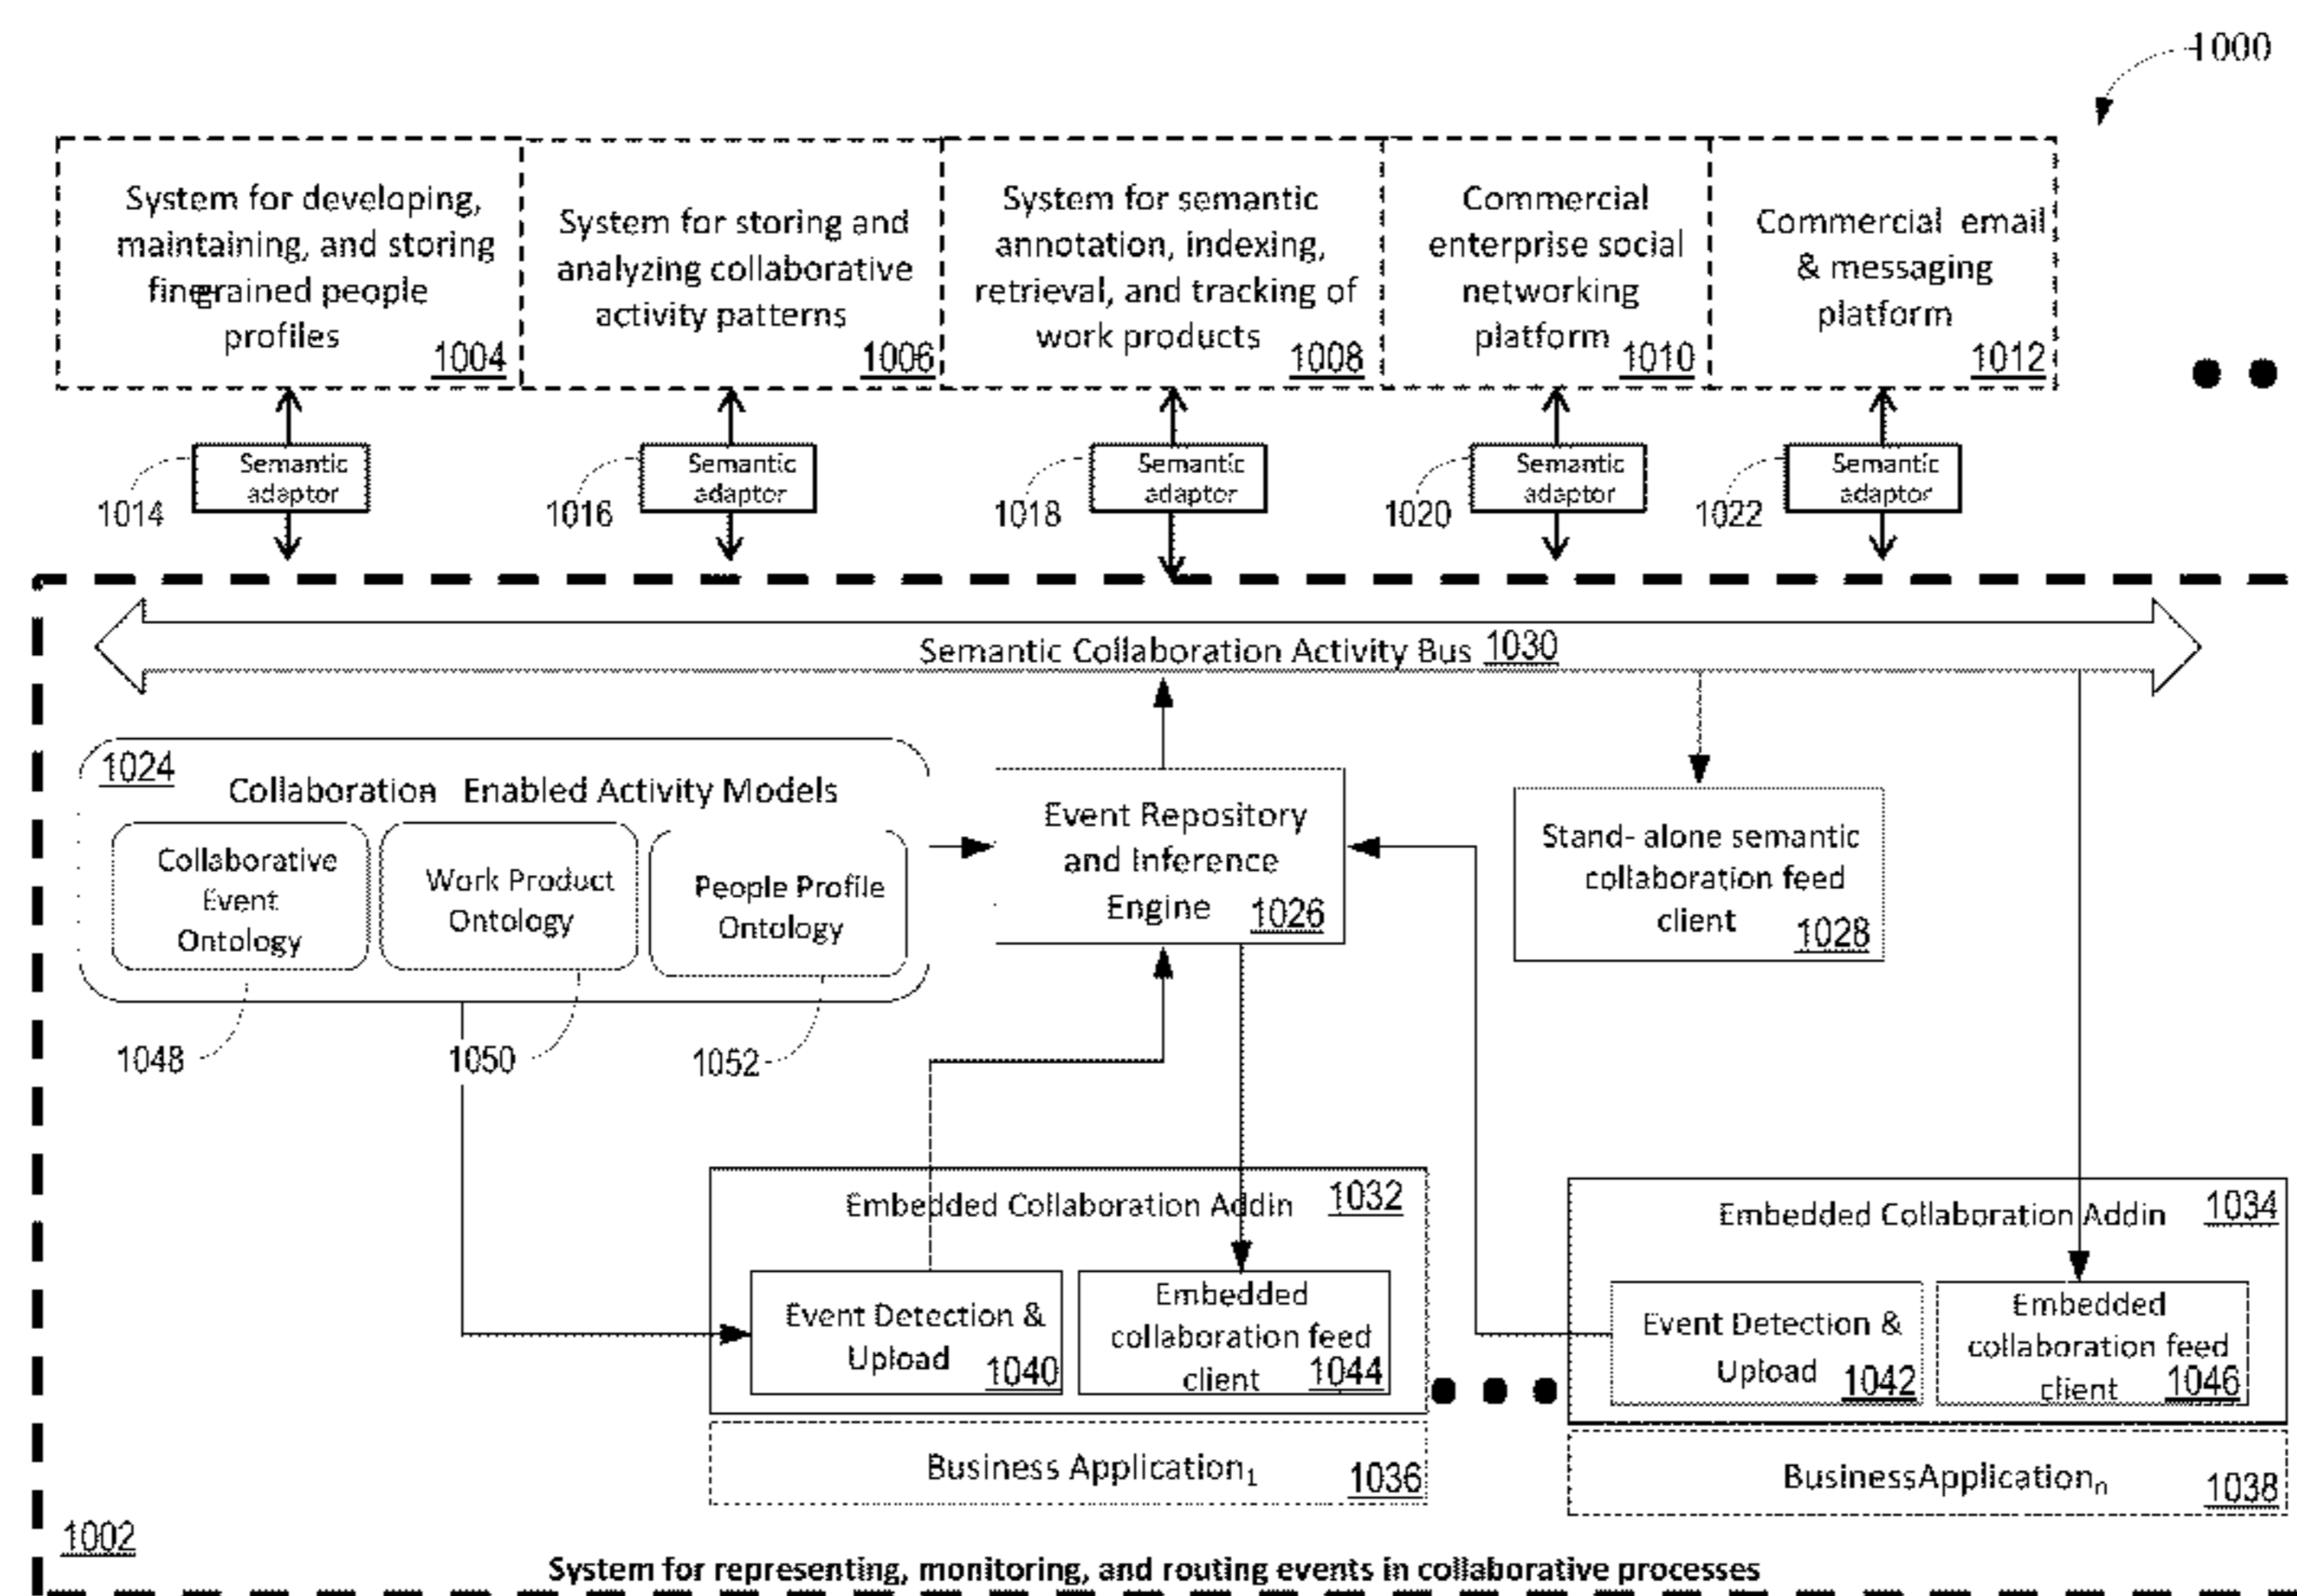 1000
System for developing,
maintaining, and storing
finegrained people
profiles
1004
System for storing and
analyzing collaborative
activity patterns
1006
System for semantic
annotation, indexing,
retrieval, and tracking of
work products
1008
Commercial
enterprise social
networking
platform
1010
Commercial email
& messaging
platform
1012
Semantic
adaptor
1014
Semantic
adaptor
1016
Semantic
adaptor
1018
Semantic
adaptor
1020
Semantic
adaptor
1022
Semantic Collaboration Activity Bus 1030
1024
Collaboration Enabled Activity Models
Collaborative
Event
Ontology
Work Product
Ontology
People Profile
Ontology
1048
1050
1052
Event Repository
and Inference
Engine 1026
Stand- alone semantic
collaboration feed
client 1028
Embedded Collaboration Addin 1032
Event Detection &
Upload 1040
Embedded
collaboration feed
client 1044
Business Application1 1036
Embedded Collaboration Addin 1034
Event Detection &
Upload 1042
Embedded
collaboration feed
client 1046
BusinessApplicationn 1038
1002
System for representing, monitoring, and routing events in collaborative processes